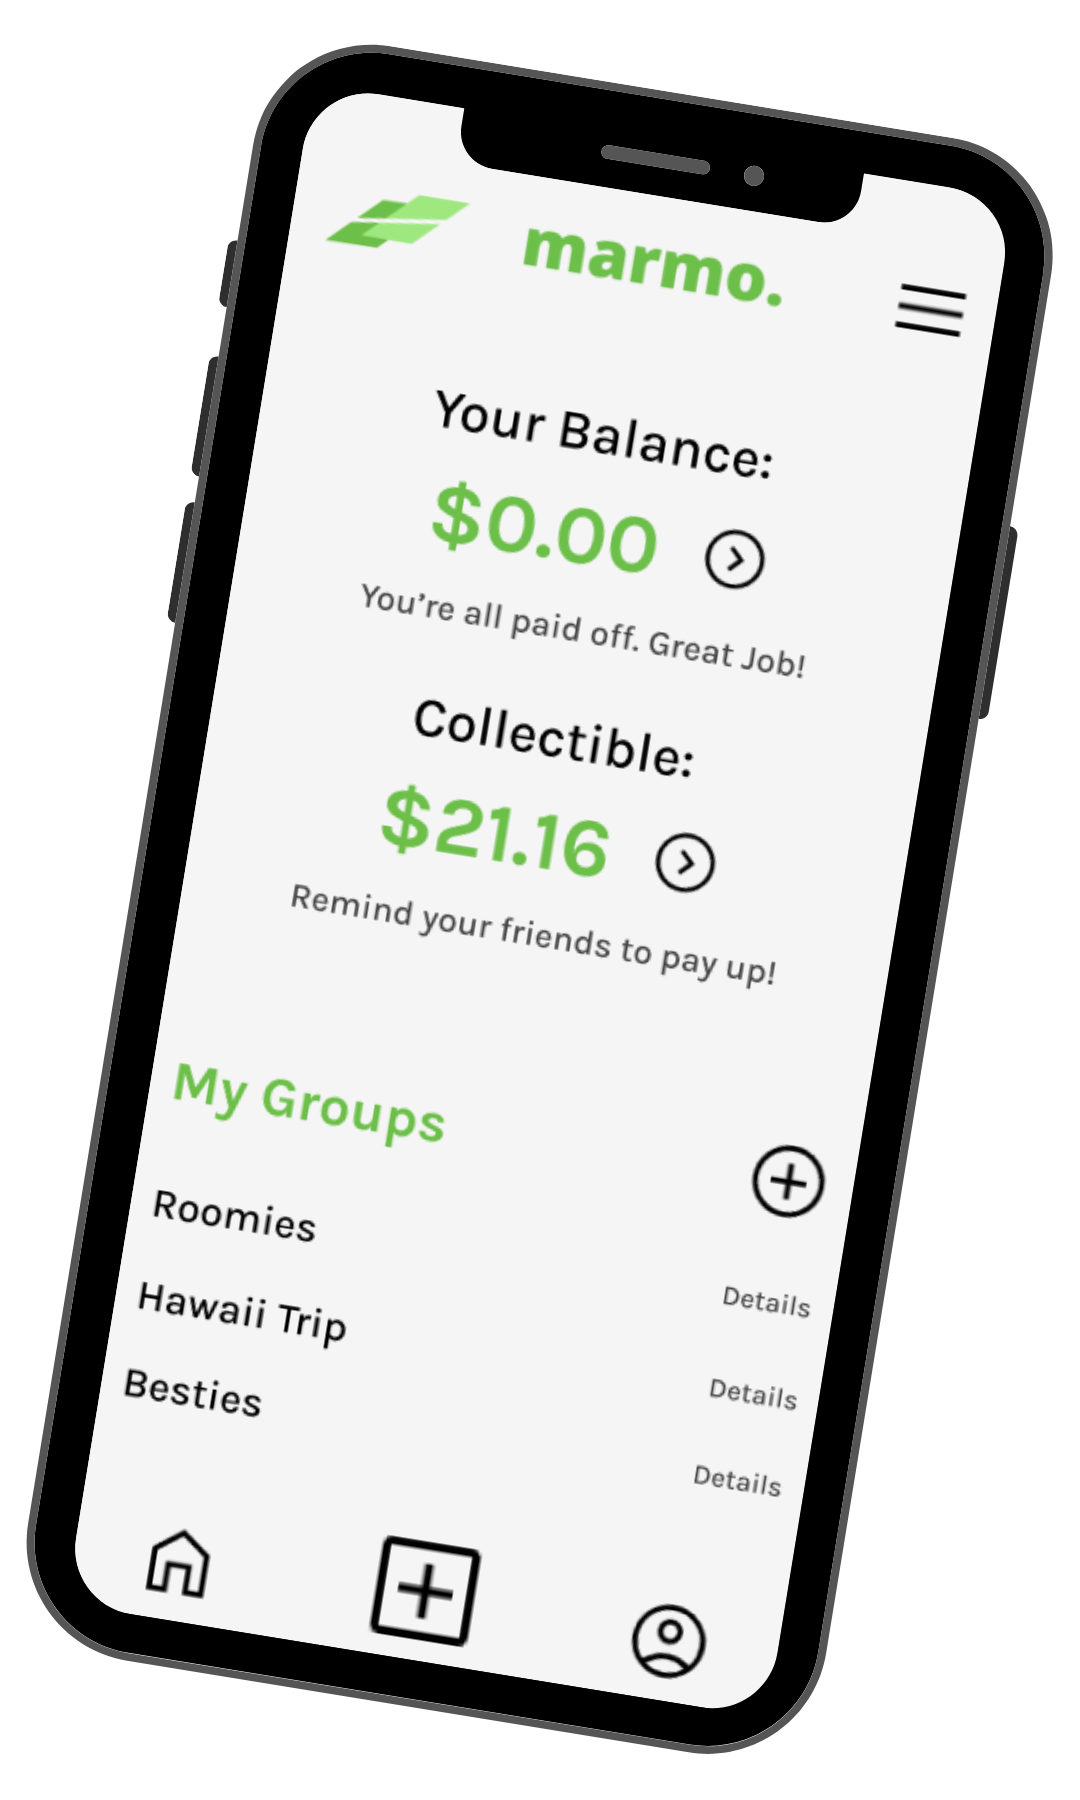 marmo.
Your Balance:
$0.00
You're all paid off. Great Job!
Collectible:
$21.16
Remind your friends to pay up!
My Groups
Roomies
Details
Hawaii Trip
Details
Besties
Details